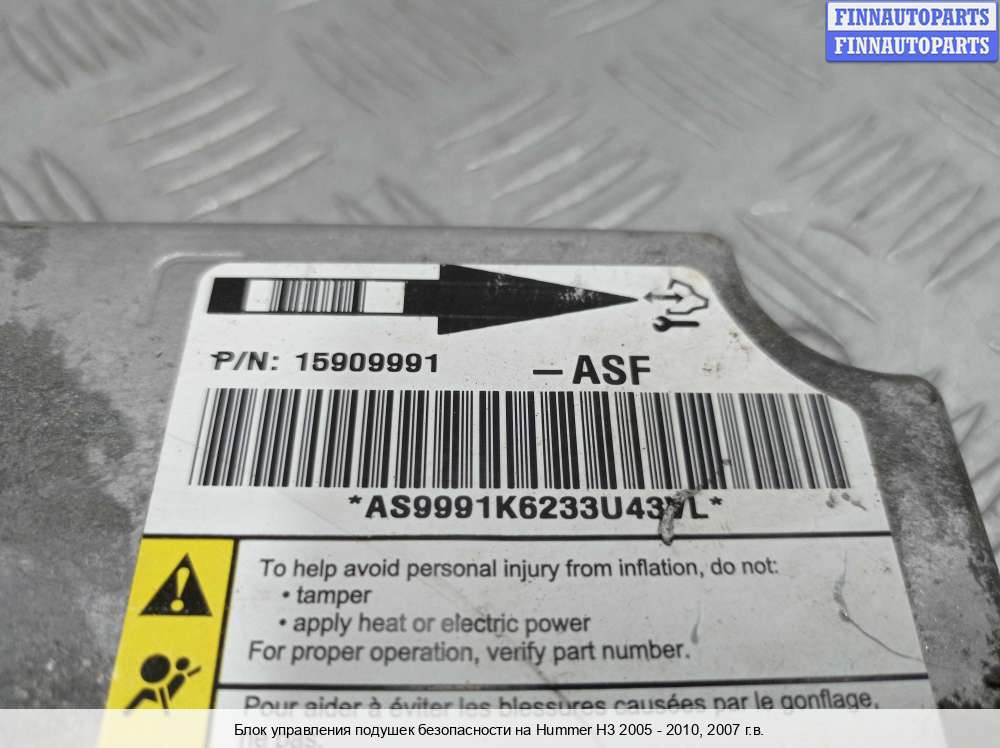 FINNAUTOPARTS
FINNAUTOPARTS
P/N: 15909991 –ASF
To help avoid personal injury from inflation, do not:
• tamper
• apply heat or electric power
For proper operation, verify part number.
Pour aider à éviter les blessures causées par le gonflage,
ne pas:
Блок управления подушек безопасности на Hummer H3 2005 - 2010, 2007 г.в.